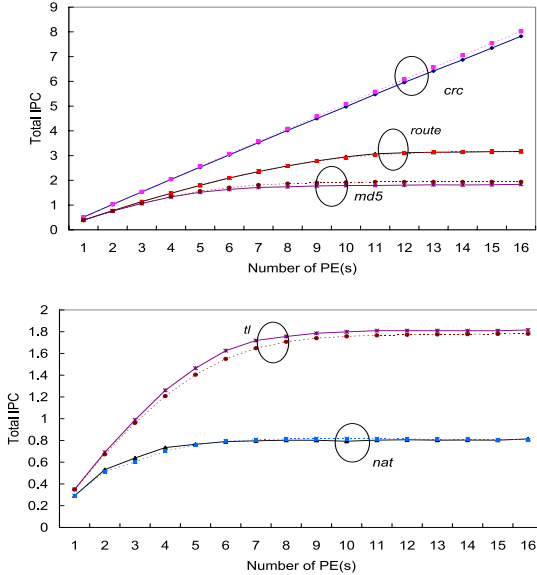 9
8
7
6
5
4
3
2
1
0
Total IPC
crc
route
md5
1 2 3 4 5 6 7 8 9 10 11 12 13 14 15 16
Number of PE(s)
2
1.8
1.6
1.4
1.2
1
0.8
0.6
0.4
0.2
0
Total IPC
tl
nat
1 2 3 4 5 6 7 8 9 10 11 12 13 14 15 16
Number of PE(s)